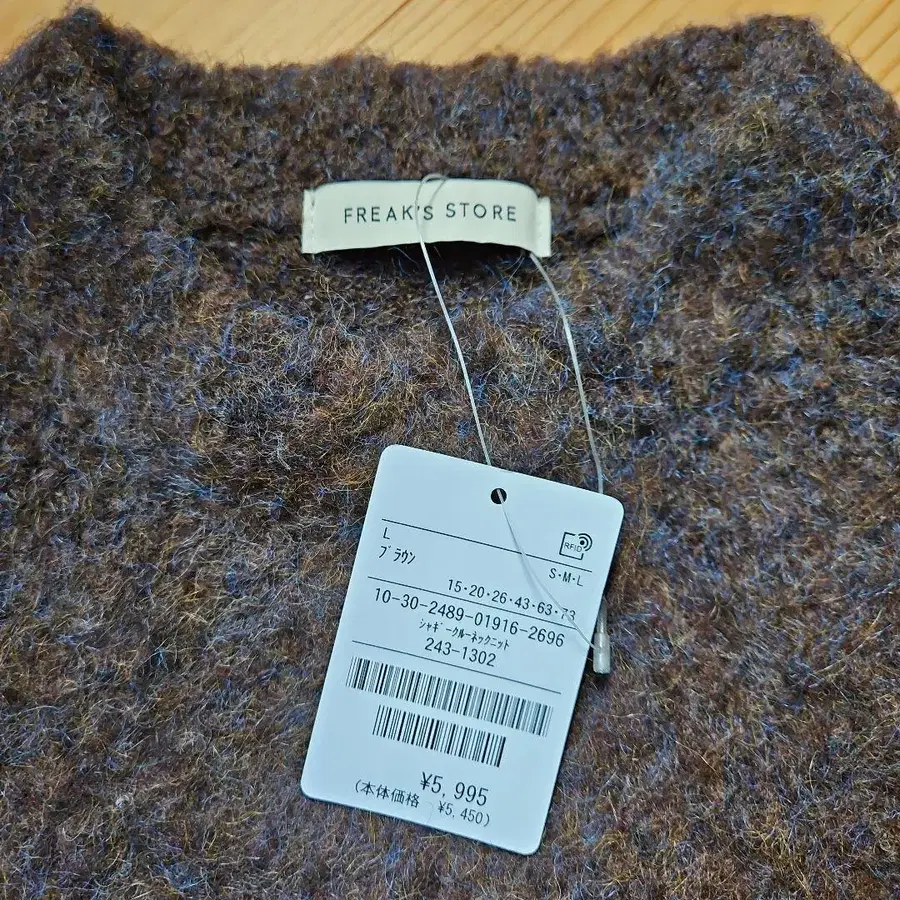 FREAK'S STORE
L
ブラウン
RFID
S・M・L
15・20・26・43・63・73
10-30-2489-01916-2696
シャギークルーネックニット
243-1302
¥5,995
(本体価格 ¥5,450)